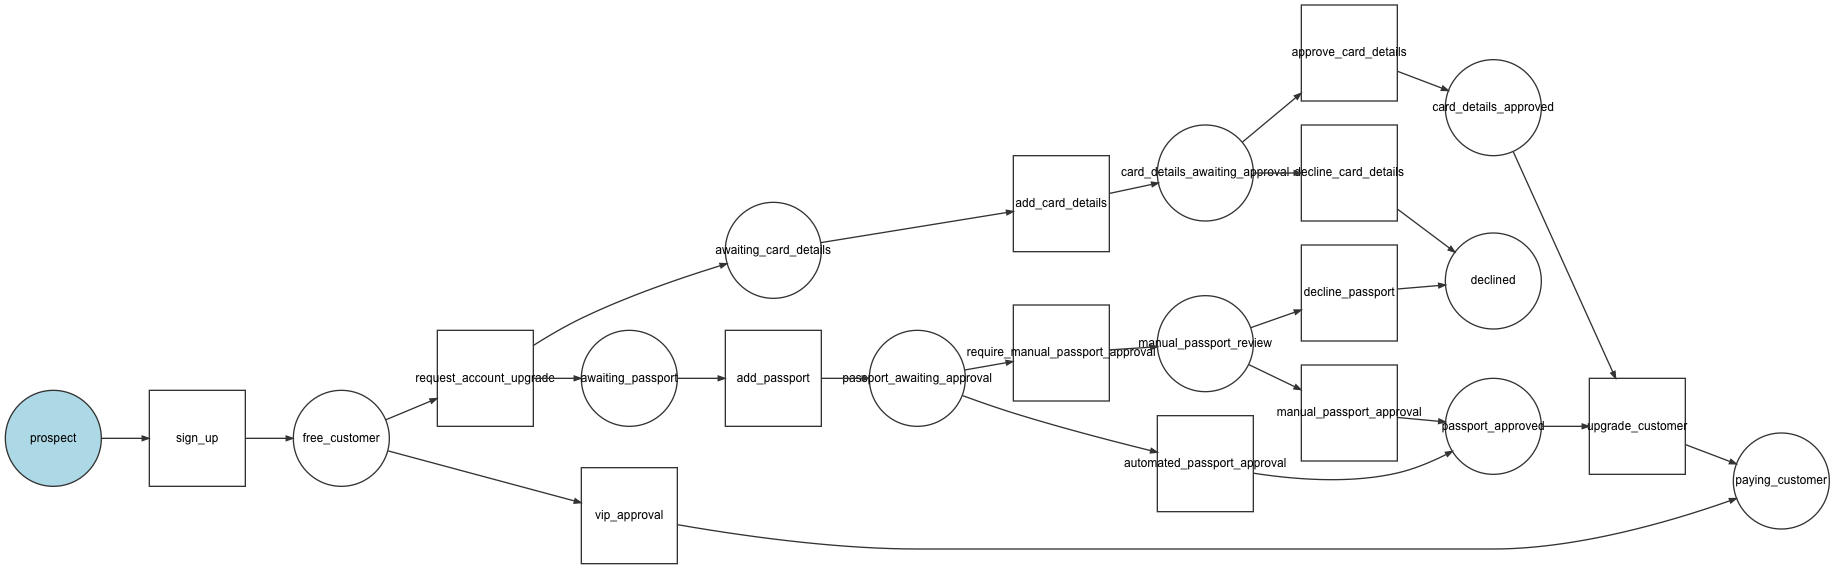 approve_card_details
card_details_approved
card_details_awaiting_approval
decline_card_details
add_card_details
awaiting_card_details
declined
decline_passport
manual_passport_review
require_manual_passport_approval
request_account_upgrade
awaiting_passport
add_passport
passport_awaiting_approval
manual_passport_approval
passport_approved
upgrade_customer
prospect
sign_up
free_customer
automated_passport_approval
paying_customer
vip_approval